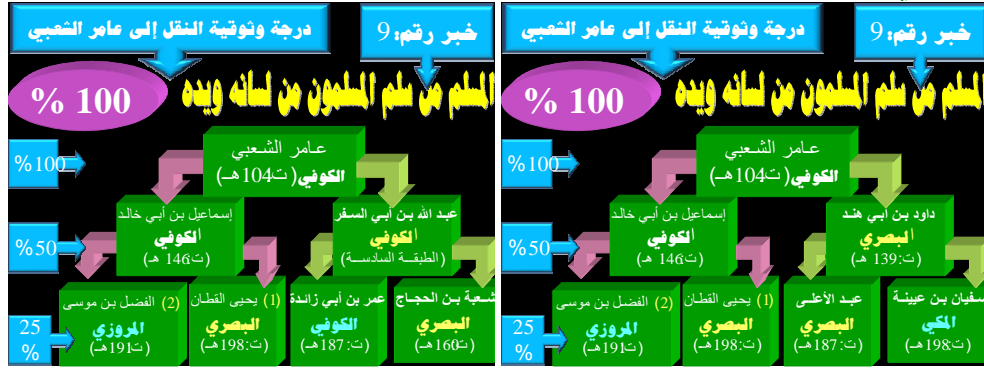 خبر رقم: 9
درجة وثوقية النقل إلى عامر الشعبي
المسلم من سلم المسلمون من لسانه ويده
100 %
%100
عامر الشعبي
الكوفي (ت104هـ)
عبد الله بن أبي السفر
الكوفي
(الطبقة السادسة)
إسماعيل بن أبي خالد
الكوفي
(ت:146 هـ)
%50
شعبة بن الحجاج
البصري
(ت160هـ)
عمر بن أبي زائدة
الكوفي
(ت:187هـ)
(1) يحيى القطان
البصري
(ت:198هـ)
(2) الفضل بن موسى
المروزي
(ت191هـ)
25
%
خبر رقم: 9
درجة وثوقية النقل إلى عامر الشعبي
المسلم من سلم المسلمون من لسانه ويده
100 %
%100
عامر الشعبي
الكوفي (ت104هـ)
داود بن أبي هند
البصري
(ت: 139 هـ)
إسماعيل بن أبي خالد
الكوفي
(ت:146 هـ)
%50
سفيان بن عيينة
المكي
(ت:198هـ)
عبد الأعلى
البصري
(ت:187هـ)
(1) يحيى القطان
البصري
(ت:198هـ)
(2) الفضل بن موسى
المروزي
(ت191هـ)
25
%